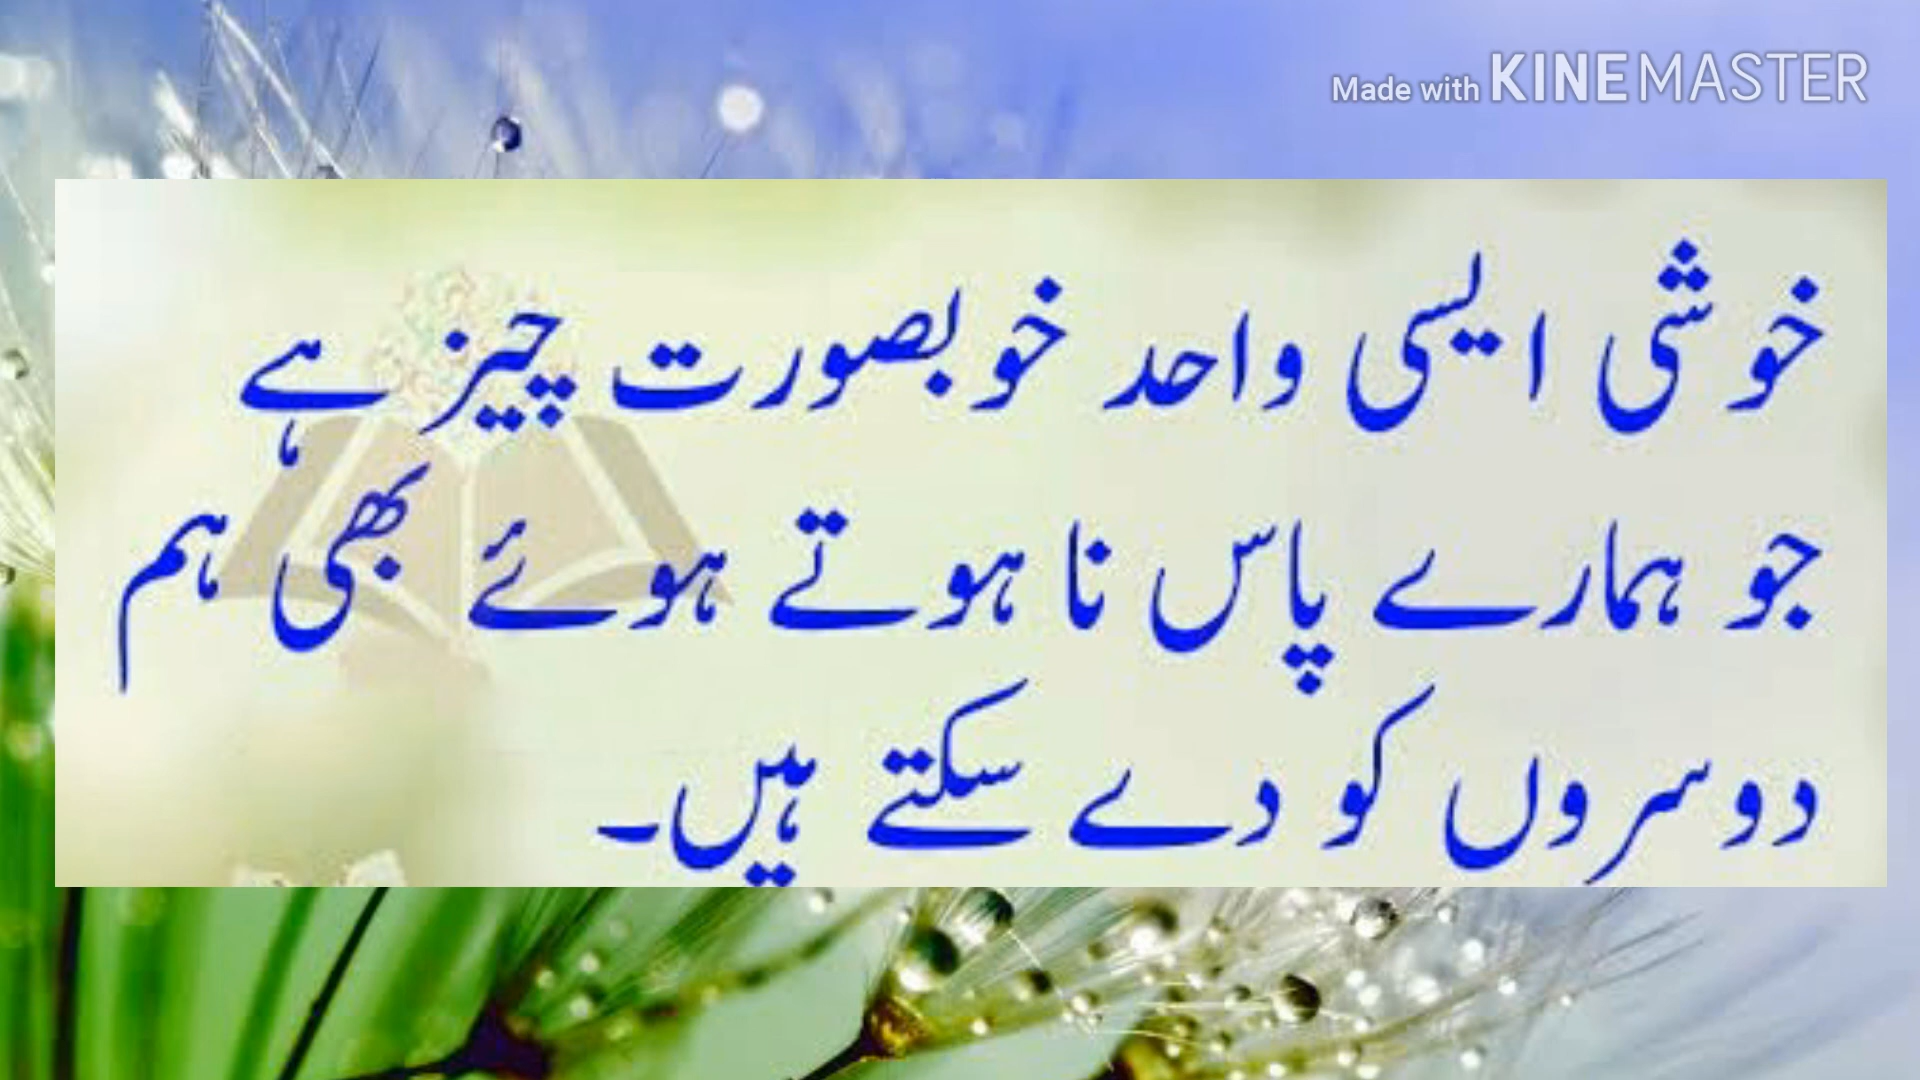 Made with KINEMASTER
خوشی ایسی واحد خوبصورت چیز ہے
جو ہمارے پاس نا ہوتے ہوئے بھی ہم
دوسروں کو دے سکتے ہیں۔